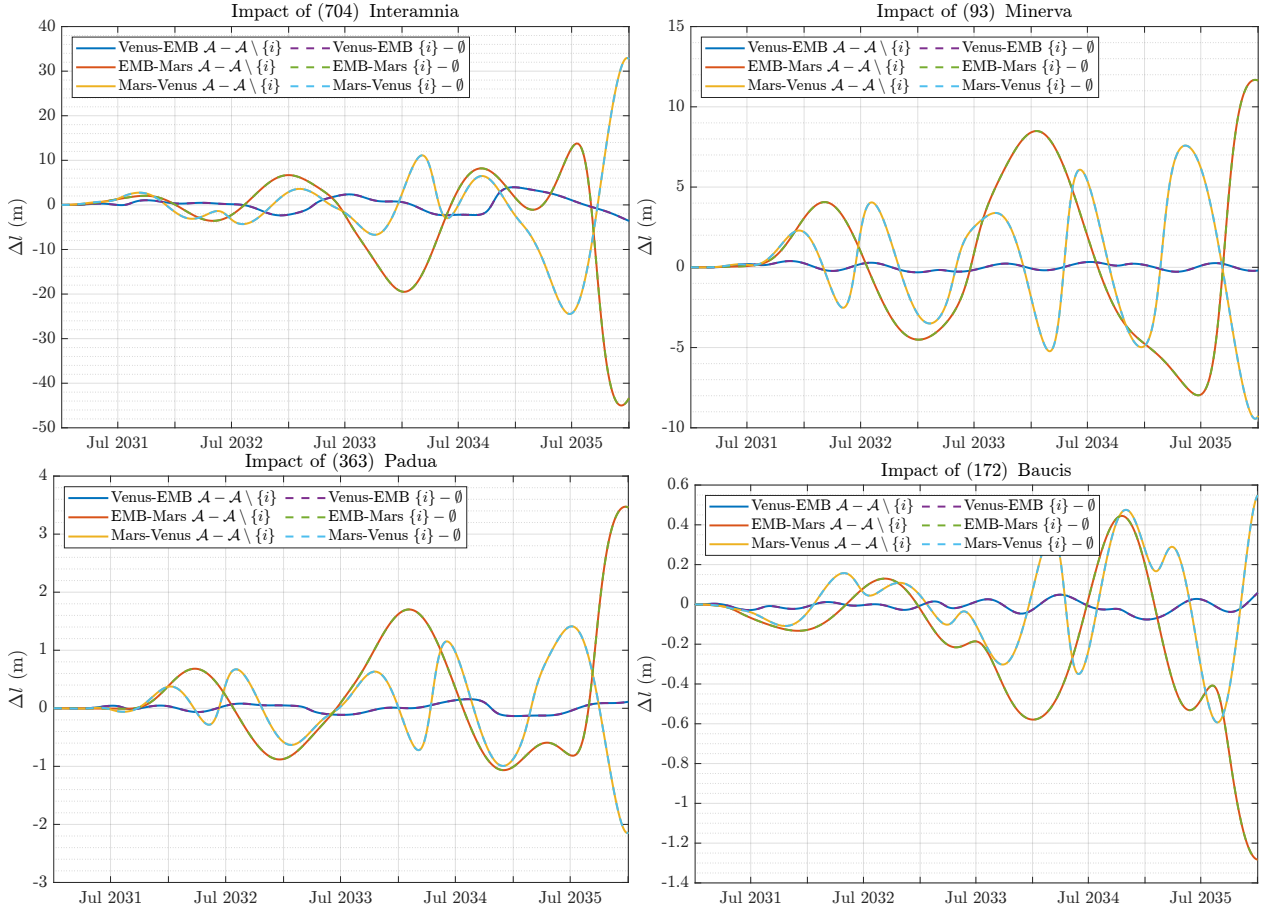 Impact of (704) Interamnia
Venus-EMB 𝒜 − 𝒜 \ {i} Venus-EMB {i} − ∅
EMB-Mars 𝒜 − 𝒜 \ {i} EMB-Mars {i} − ∅
Mars-Venus 𝒜 − 𝒜 \ {i} Mars-Venus {i} − ∅
40
30
20
10
0
-10
-20
-30
-40
-50
Δl (m)
Jul 2031 Jul 2032 Jul 2033 Jul 2034 Jul 2035
Impact of (93) Minerva
Venus-EMB 𝒜 − 𝒜 \ {i} Venus-EMB {i} − ∅
EMB-Mars 𝒜 − 𝒜 \ {i} EMB-Mars {i} − ∅
Mars-Venus 𝒜 − 𝒜 \ {i} Mars-Venus {i} − ∅
15
10
5
0
-5
-10
Δl (m)
Jul 2031 Jul 2032 Jul 2033 Jul 2034 Jul 2035
Impact of (363) Padua
Venus-EMB 𝒜 − 𝒜 \ {i} Venus-EMB {i} − ∅
EMB-Mars 𝒜 − 𝒜 \ {i} EMB-Mars {i} − ∅
Mars-Venus 𝒜 − 𝒜 \ {i} Mars-Venus {i} − ∅
4
3
2
1
0
-1
-2
-3
Δl (m)
Jul 2031 Jul 2032 Jul 2033 Jul 2034 Jul 2035
Impact of (172) Baucis
Venus-EMB 𝒜 − 𝒜 \ {i} Venus-EMB {i} − ∅
EMB-Mars 𝒜 − 𝒜 \ {i} EMB-Mars {i} − ∅
Mars-Venus 𝒜 − 𝒜 \ {i} Mars-Venus {i} − ∅
0.6
0.4
0.2
0
-0.2
-0.4
-0.6
-0.8
-1
-1.2
-1.4
Δl (m)
Jul 2031 Jul 2032 Jul 2033 Jul 2034 Jul 2035